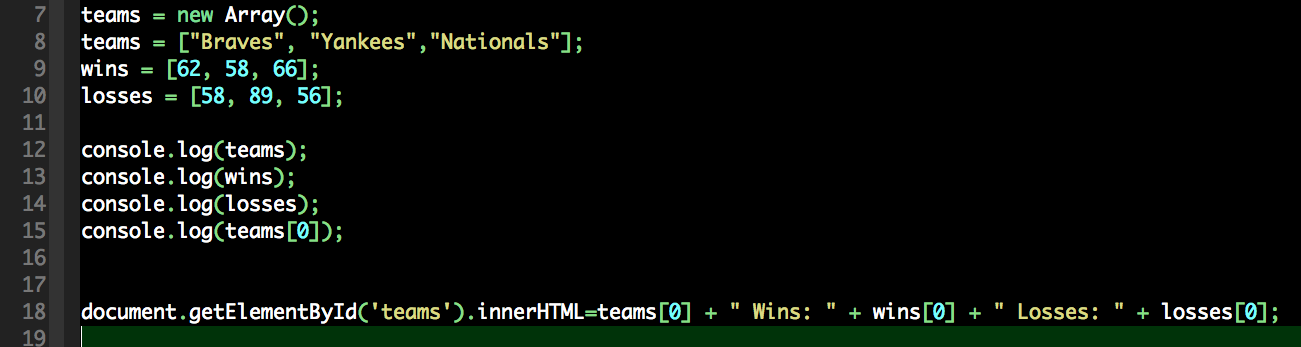 7 teams = new Array();
8 teams = ["Braves", "Yankees","Nationals"];
9 wins = [62, 58, 66];
10 losses = [58, 89, 56];
11
12 console.log(teams);
13 console.log(wins);
14 console.log(losses);
15 console.log(teams[0]);
16
17
18 document.getElementById('teams').innerHTML=teams[0] + " Wins: " + wins[0] + " Losses: " + losses[0];
19